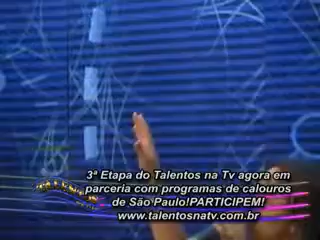 3ª Etapa do Talentos na Tv agora em
parceria com programas de calouros
de São Paulo!PARTICIPEM!
www.talentosnatv.com.br